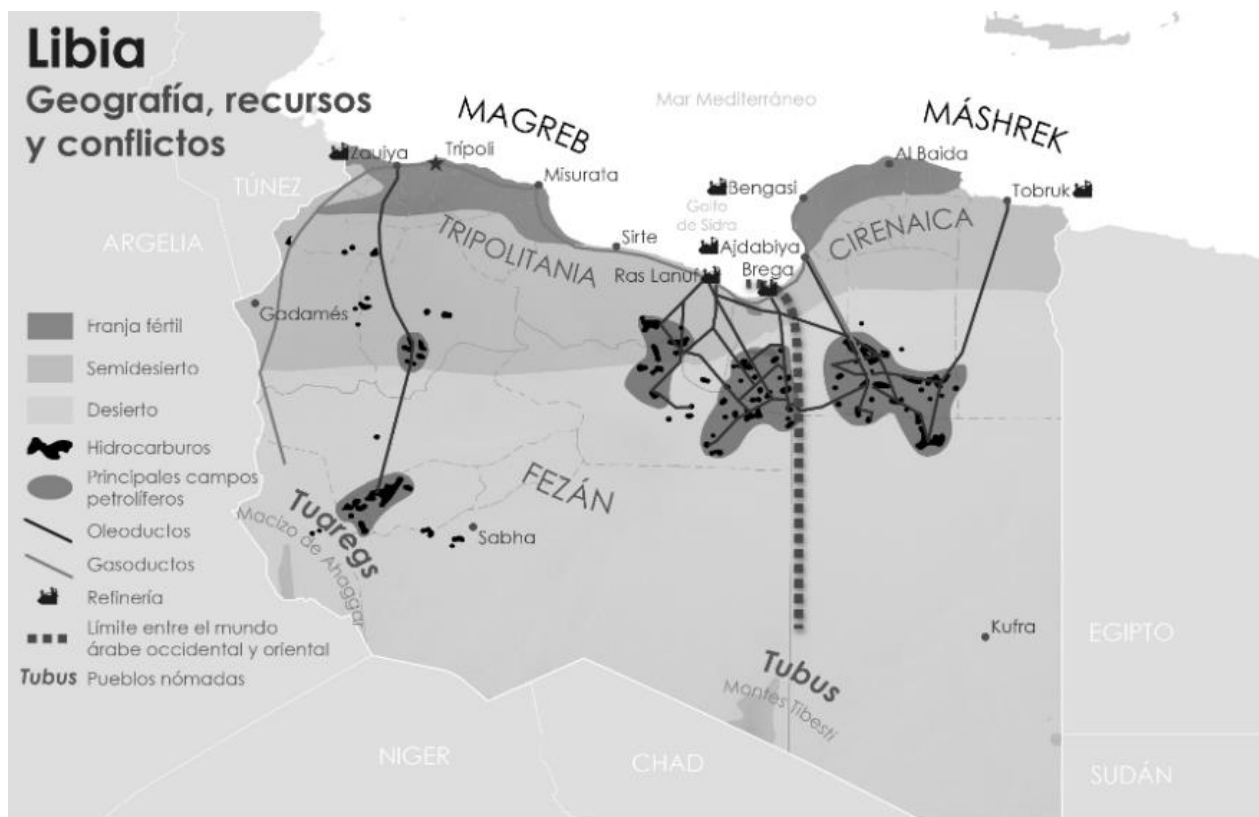 Libia
Geografía, recursos
y conflictos
MAGREB
Mar Mediterráneo
MÁSHREK
Zauiya
Trípoli
Misurata
Al Baida
Bengasi
Tobruk
TÚNEZ
ARGELIA
Golfo
de Sidra
Sirte
Ajdabiya
Ras Lanuf
Brega
TRIPOLITANIA
CIRENAICA
Gadamés
FEZÁN
Sabha
Tuaregs
Macizo de Ahaggar
Kufra
Tubus
Montes Tibesti
NIGER
CHAD
EGIPTO
SUDÁN
Franja fértil
Semidesierto
Desierto
Hidrocarburos
Principales campos
petrolíferos
Oleoductos
Gasoductos
Refinería
Límite entre el mundo
árabe occidental y oriental
Tubus Pueblos nómadas